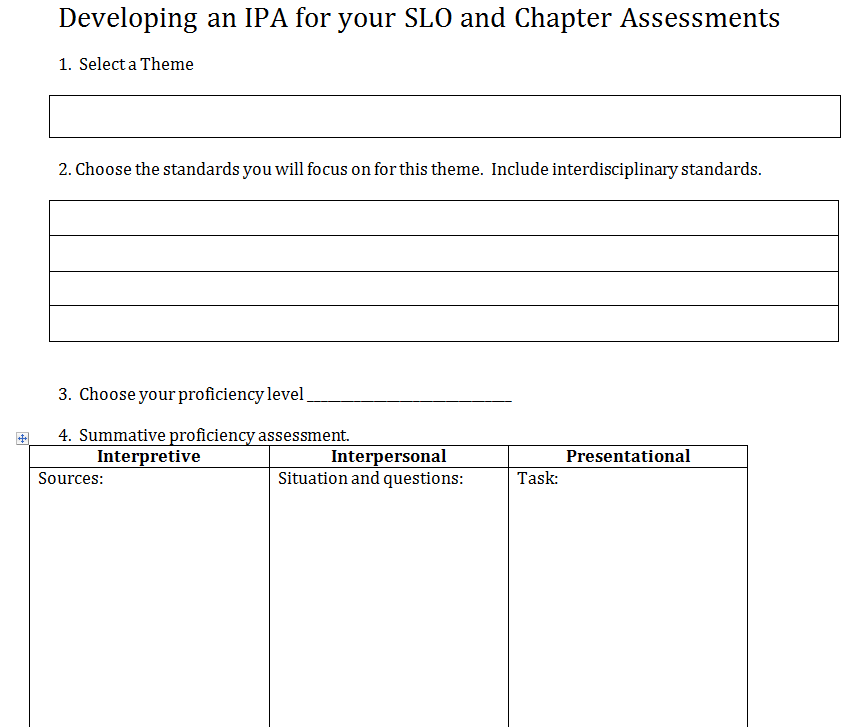 Developing an IPA for your SLO and Chapter Assessments
1. Select a Theme
2. Choose the standards you will focus on for this theme. Include interdisciplinary standards.
3. Choose your proficiency level ___________________________
4. Summative proficiency assessment.
Interpretive Interpersonal Presentational
Sources: Situation and questions: Task: